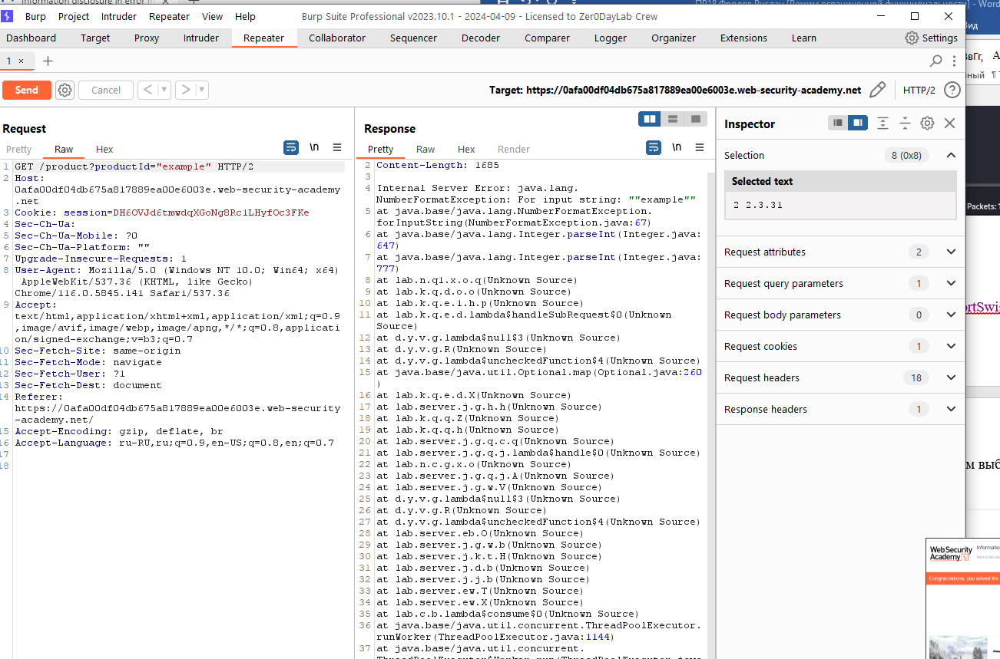 Information disclosure in error m
Burp Project Intruder Repeater View Help Burp Suite Professional v2023.10.1 - 2024-04-09 - Licensed to Zer0DayLab Crew
Dashboard Target Proxy Intruder Repeater Collaborator Sequencer Decoder Comparer Logger Organizer Extensions Learn Settings
1 ×
Send Cancel Target: https://0afa00df04db675a817889ea00e6003e.web-security-academy.net HTTP/2
Request
Pretty Raw Hex \n
1 GET /product?productId="example" HTTP/2
2 Host:
0afa00df04db675a817889ea00e6003e.web-security-academy
.net
3 Cookie: session=DH6OVJd6tmwdqXGoNg8Rc1LHyfOc3FKe
4 Sec-Ch-Ua:
5 Sec-Ch-Ua-Mobile: ?0
6 Sec-Ch-Ua-Platform: ""
7 Upgrade-Insecure-Requests: 1
8 User-Agent: Mozilla/5.0 (Windows NT 10.0; Win64; x64)
AppleWebKit/537.36 (KHTML, like Gecko)
Chrome/116.0.5845.141 Safari/537.36
9 Accept:
text/html,application/xhtml+xml,application/xml;q=0.9
,image/avif,image/webp,image/apng,*/*;q=0.8,applicati
on/signed-exchange;v=b3;q=0.7
10 Sec-Fetch-Site: same-origin
11 Sec-Fetch-Mode: navigate
12 Sec-Fetch-User: ?1
13 Sec-Fetch-Dest: document
14 Referer:
https://0afa00df04db675a817889ea00e6003e.web-security
-academy.net/
15 Accept-Encoding: gzip, deflate, br
16 Accept-Language: ru-RU,ru;q=0.9,en-US;q=0.8,en;q=0.7
17
18
Response
Pretty Raw Hex Render \n
2 Content-Length: 1685
3
4 Internal Server Error: java.lang.
NumberFormatException: For input string: ""example""
5 at java.base/java.lang.NumberFormatException.
forInputString(NumberFormatException.java:67)
6 at java.base/java.lang.Integer.parseInt(Integer.java:
647)
7 at java.base/java.lang.Integer.parseInt(Integer.java:
777)
8 at lab.n.ql.x.o.q(Unknown Source)
9 at lab.k.q.d.o.o(Unknown Source)
10 at lab.k.q.e.i.h.p(Unknown Source)
11 at lab.k.q.e.d.lambda$handleSubRequest$0(Unknown
Source)
12 at d.y.v.g.lambda$null$3(Unknown Source)
13 at d.y.v.g.R(Unknown Source)
14 at d.y.v.g.lambda$uncheckedFunction$4(Unknown Source)
15 at java.base/java.util.Optional.map(Optional.java:260
)
16 at lab.k.q.e.d.X(Unknown Source)
17 at lab.server.j.g.h.h(Unknown Source)
18 at lab.k.q.q.Z(Unknown Source)
19 at lab.k.q.q.h(Unknown Source)
20 at lab.server.j.g.q.c.q(Unknown Source)
21 at lab.server.j.g.q.j.lambda$handle$0(Unknown Source)
22 at lab.n.c.g.x.o(Unknown Source)
23 at lab.server.j.g.q.j.A(Unknown Source)
24 at lab.server.j.g.w.V(Unknown Source)
25 at d.y.v.g.lambda$null$3(Unknown Source)
26 at d.y.v.g.R(Unknown Source)
27 at d.y.v.g.lambda$uncheckedFunction$4(Unknown Source)
28 at lab.server.eb.O(Unknown Source)
29 at lab.server.j.g.w.b(Unknown Source)
30 at lab.server.j.k.t.H(Unknown Source)
31 at lab.server.j.d.b(Unknown Source)
32 at lab.server.j.j.b(Unknown Source)
33 at lab.server.ew.T(Unknown Source)
34 at lab.server.ew.X(Unknown Source)
35 at lab.c.b.lambda$consume$0(Unknown Source)
36 at java.base/java.util.concurrent.ThreadPoolExecutor.
runWorker(ThreadPoolExecutor.java:1144)
37 at java.base/java.util.concurrent.
Inspector
Selection 8 (0x8)
Selected text
2 2.3.31
Request attributes 2
Request query parameters 1
Request body parameters 0
Request cookies 1
Request headers 18
Response headers 1
Вид
Packets: 1
ortSwi
м выб
Web Security
Academy
Congratulations, you solved the